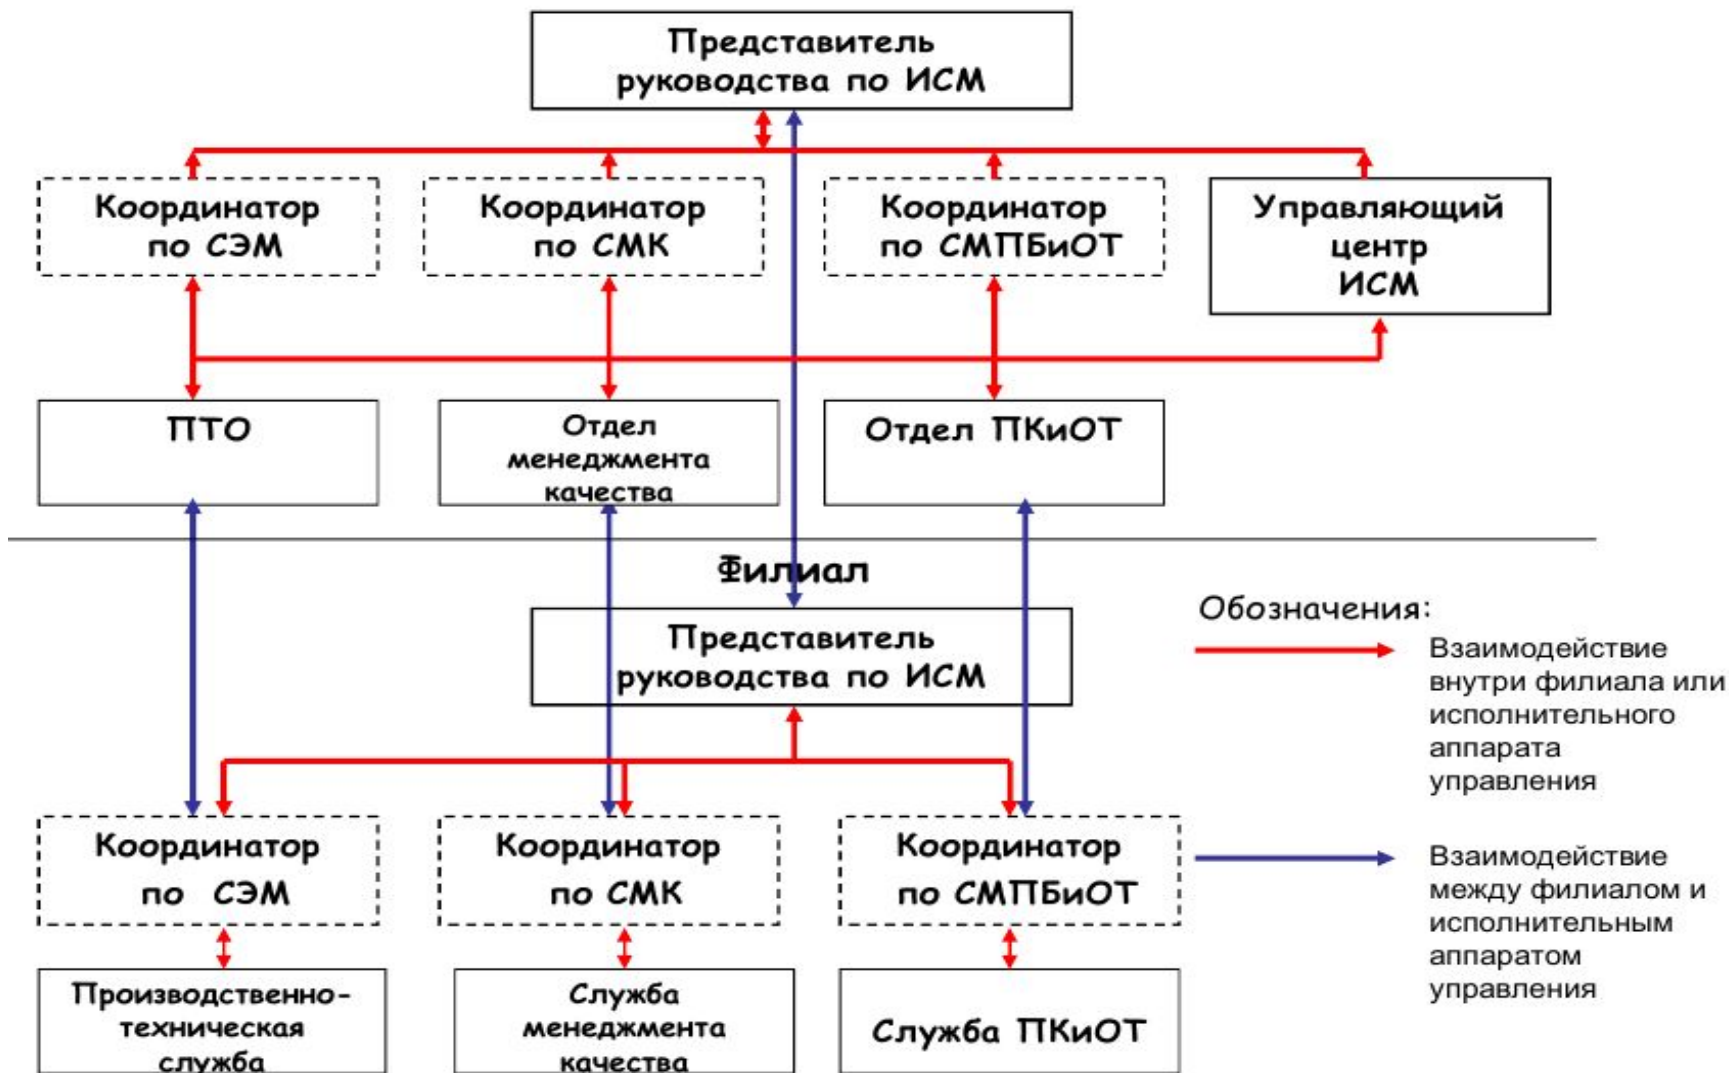 Представитель
руководства по ИСМ
Координатор
по СЭМ
Координатор
по СМК
Координатор
по СМПБиОТ
Управляющий
центр
ИСМ
ПТО
Отдел
менеджмента
качества
Отдел ПКиОТ
Филиал
Представитель
руководства по ИСМ
Обозначения:
Взаимодействие
внутри филиала или
исполнительного
аппарата
управления
Координатор
по СЭМ
Координатор
по СМК
Координатор
по СМПБиОТ
Взаимодействие
между филиалом и
исполнительным
аппаратом
управления
Производственно-
техническая
служба
Служба
менеджмента
качества
Служба ПКиОТ